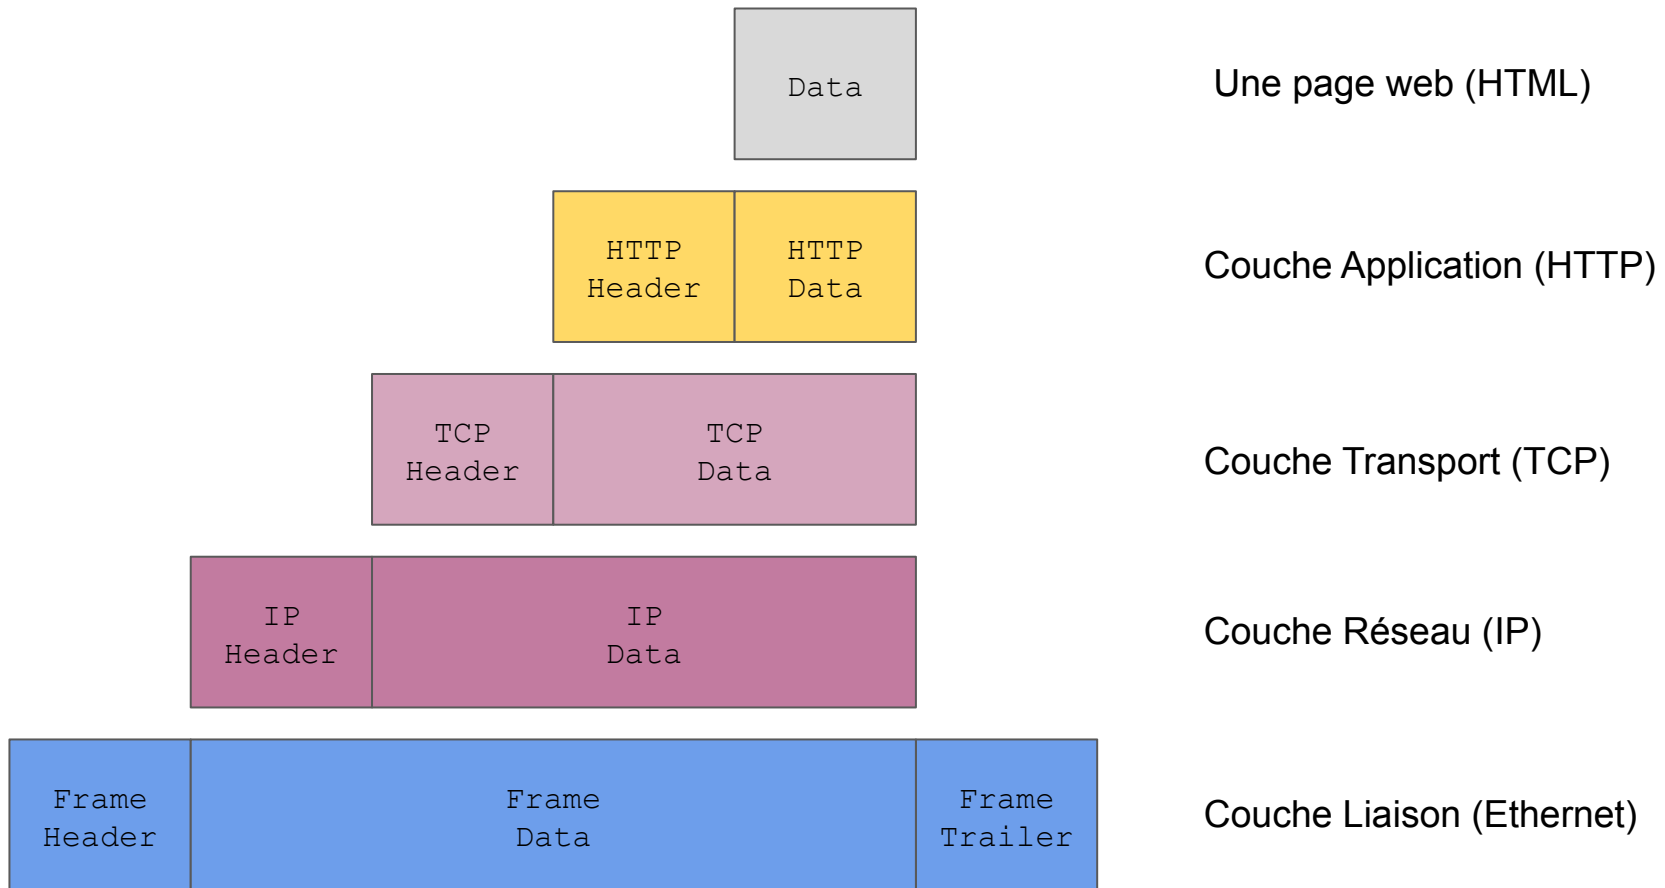 Data
Une page web (HTML)
HTTP
Header
HTTP
Data
Couche Application (HTTP)
TCP
Header
TCP
Data
Couche Transport (TCP)
IP
Header
IP
Data
Couche Réseau (IP)
Frame
Header
Frame
Data
Frame
Trailer
Couche Liaison (Ethernet)